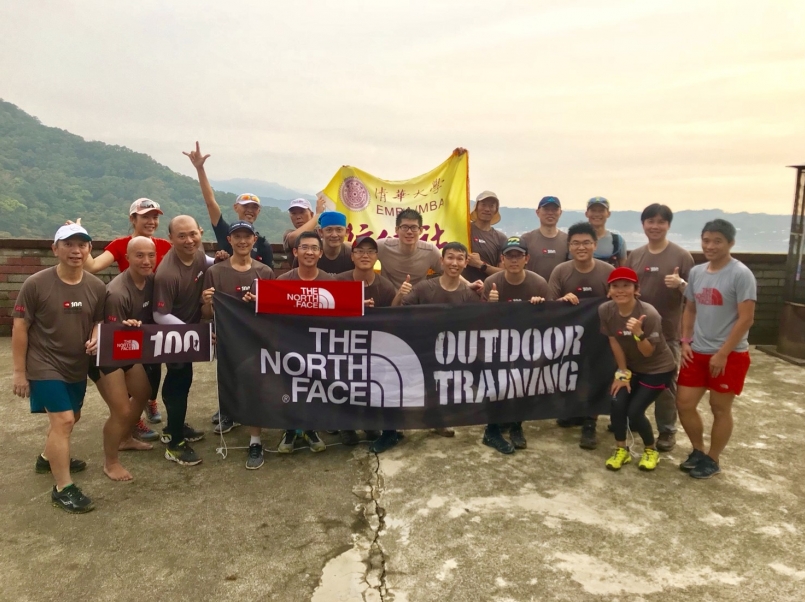 清華大學
EMBA/MBA
THE
NORTH
FACE
THE
NORTH
FACE
®
OUTDOOR
TRAINING
100